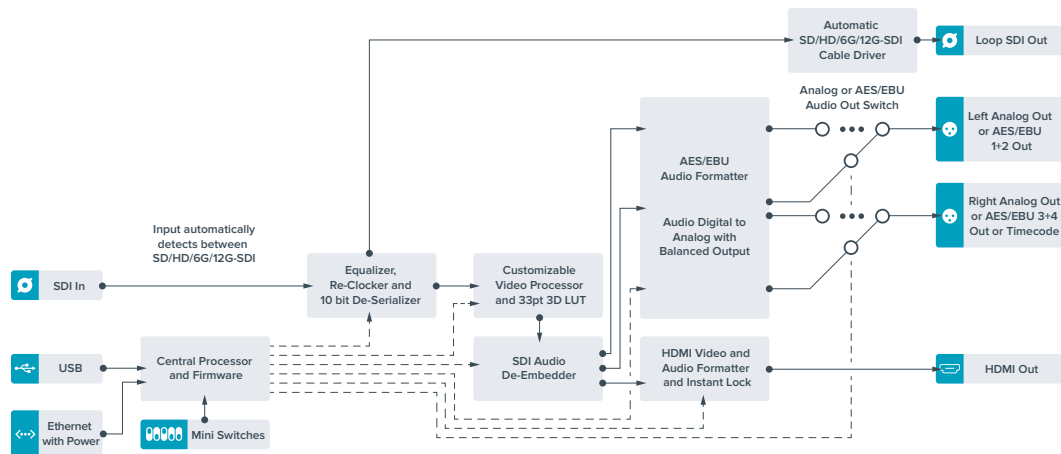 Automatic
SD/HD/6G/12G-SDI
Cable Driver
Loop SDI Out
Analog or AES/EBU
Audio Out Switch
Left Analog Out
or AES/EBU
1+2 Out
AES/EBU
Audio Formatter
Right Analog Out
or AES/EBU 3+4
Out or Timecode
Audio Digital to
Analog with
Balanced Output
Input automatically
detects between
SD/HD/6G/12G-SDI
SDI In
Equalizer,
Re-Clocker and
10 bit De-Serializer
Customizable
Video Processor
and 33pt 3D LUT
USB
Central Processor
and Firmware
SDI Audio
De-Embedder
HDMI Video and
Audio Formatter
and Instant Lock
HDMI Out
Ethernet
with Power
Mini Switches